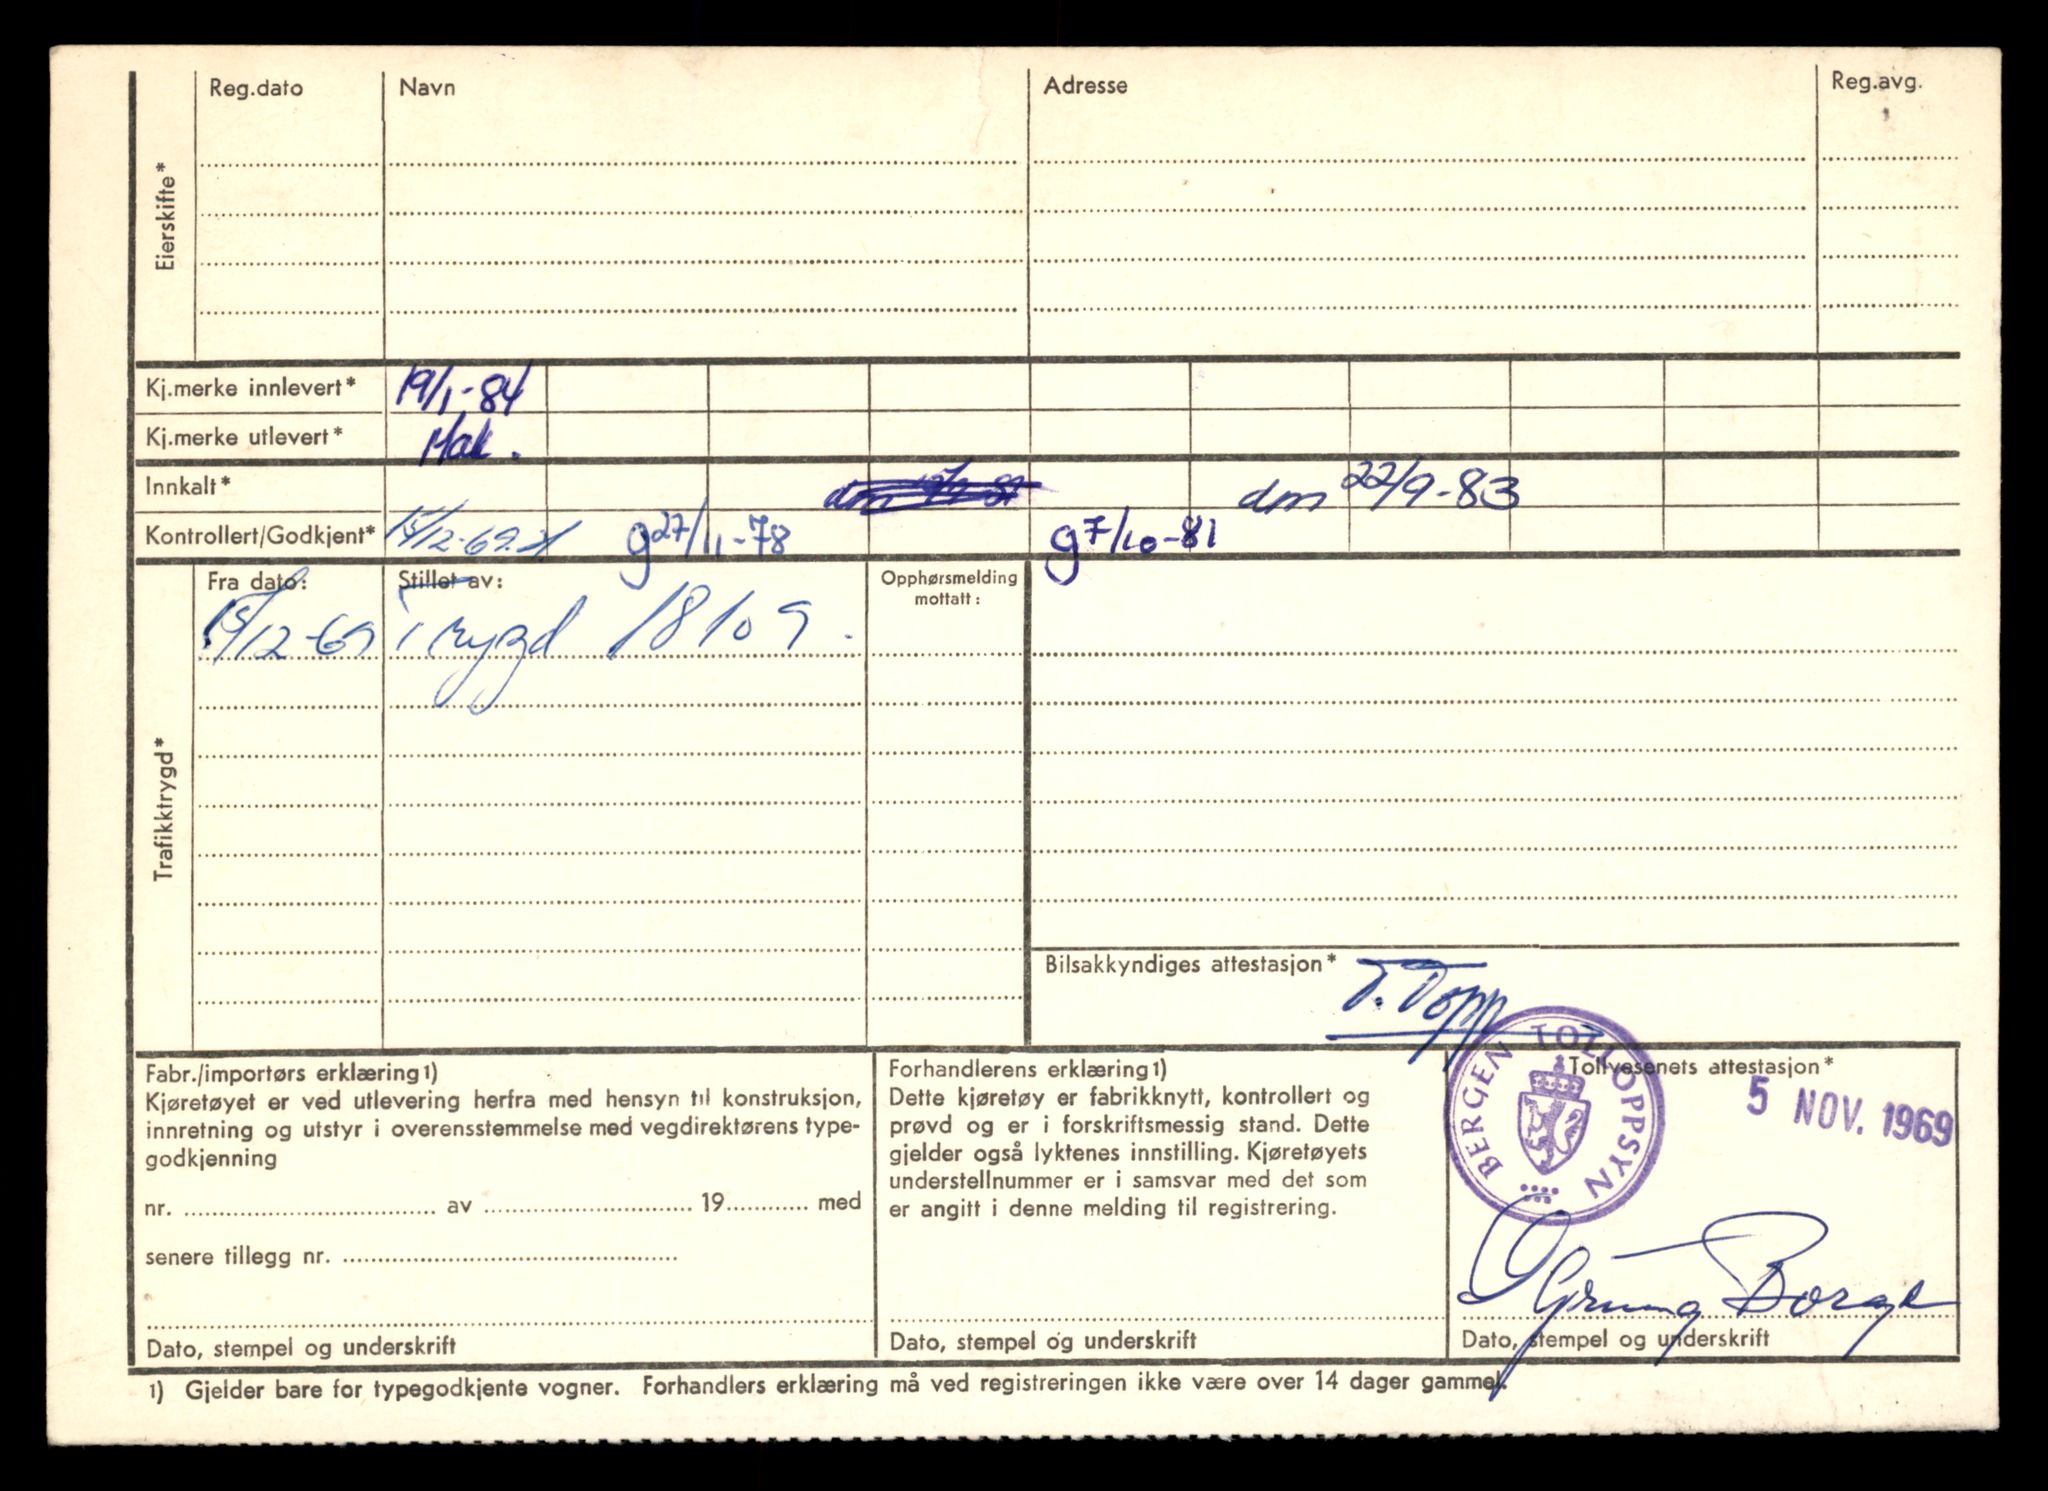 Reg.dato Navn Adresse Reg.avg.
Eierskifte*
Kj.merke innlevert* 19/1-84
Kj.merke utlevert* Mak.
Innkalt* dm 22/9-83
Kontrollert/Godkjent* 15/12-69 g 27/11-78 g 7/10-81
Trafikktrygd*
Fra dato: Stillet av: Opphørsmelding
mottatt:
15/12-69 i trygd 18109.
Bilsakkyndiges attestasjon* T. Topp
Fabr./importørs erklæring 1)
Kjøretøyet er ved utlevering herfra med hensyn til konstruksjon,
innretning og utstyr i overensstemmelse med vegdirektørens type-
godkjenning
nr. av 19 med
senere tillegg nr.
Dato, stempel og underskrift
Forhandlerens erklæring 1)
Dette kjøretøy er fabrikknytt, kontrollert og
prøvd og er i forskriftsmessig stand. Dette
gjelder også lyktenes innstilling. Kjøretøyets
understellnummer er i samsvar med det som
er angitt i denne melding til registrering.
Dato, stempel og underskrift
Tollvesenets attestasjon*
BERGEN TOLLOPPSYN
5 NOV. 1969
Grung Borge
Dato, stempel og underskrift
1) Gjelder bare for typegodkjente vogner. Forhandlers erklæring må ved registreringen ikke være over 14 dager gammel.